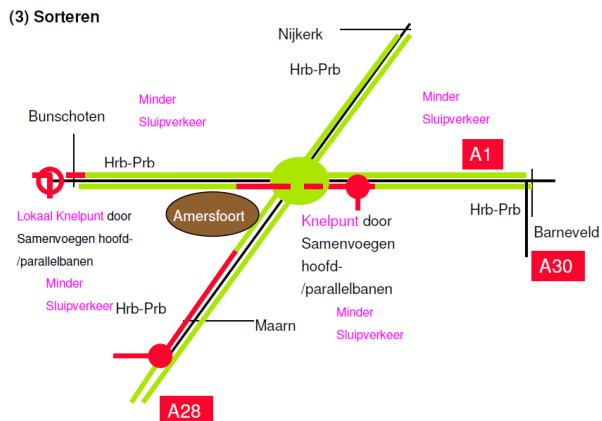 (3) Sorteren
Nijkerk
Hrb-Prb
Minder
Sluipverkeer
Minder
Sluipverkeer
Bunschoten
A1
Hrb-Prb
Amersfoort
Hrb-Prb
Barneveld
A30
Lokaal Knelpunt door
Samenvoegen hoofd-
/parallelbanen
Minder
Sluipverkeer
Knelpunt door
Samenvoegen
hoofd-
/parallelbanen
Minder
Sluipverkeer
Hrb-Prb
Maarn
A28